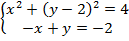 x² + (y − 2)² = 4
−x + y = −2